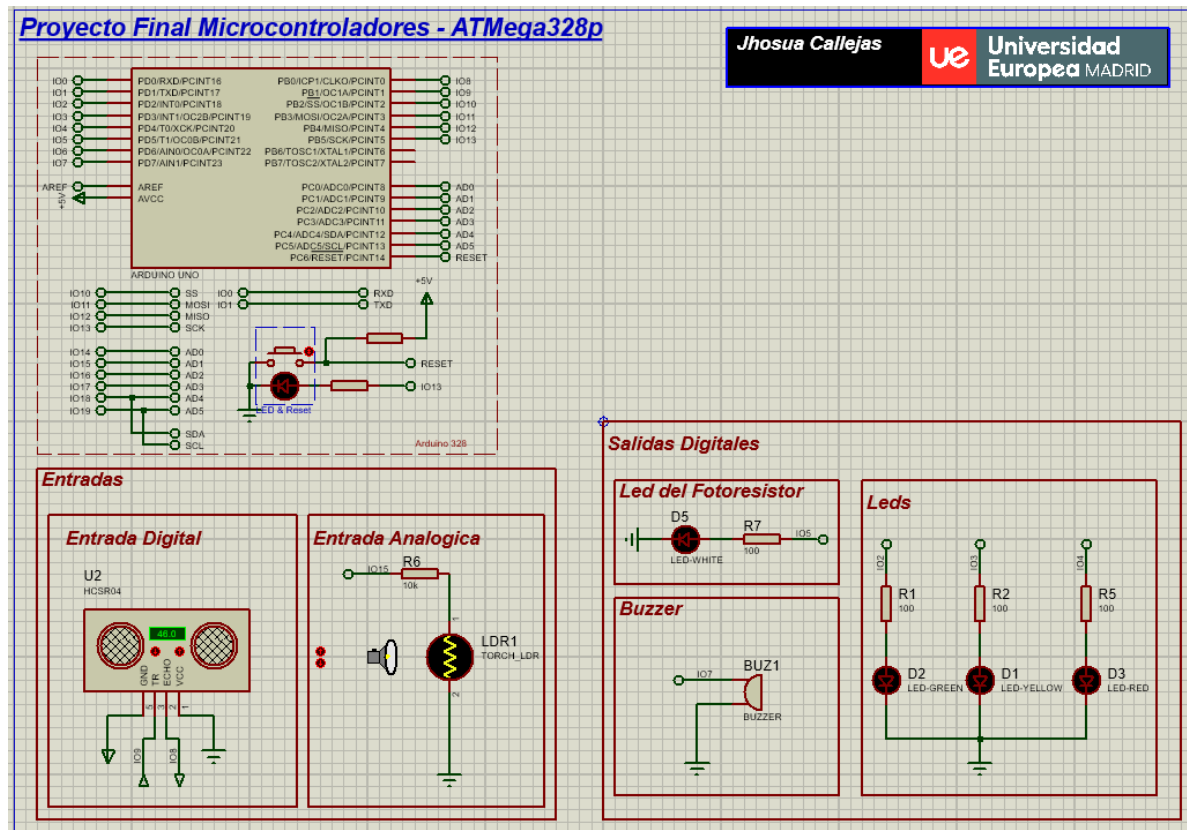 Proyecto Final Microcontroladores - ATMega328p
Jhosua Callejas
ue
Universidad
Europea MADRID
IO0 PD0/RXD/PCINT16 PB0/ICP1/CLKO/PCINT0 IO8
IO1 PD1/TXD/PCINT17 PB1/OC1A/PCINT1 IO9
IO2 PD2/INT0/PCINT18 PB2/SS/OC1B/PCINT2 IO10
IO3 PD3/INT1/OC2B/PCINT19 PB3/MOSI/OC2A/PCINT3 IO11
IO4 PD4/T0/XCK/PCINT20 PB4/MISO/PCINT4 IO12
IO5 PD5/T1/OC0B/PCINT21 PB5/SCK/PCINT5 IO13
IO6 PD6/AIN0/OC0A/PCINT22 PB6/TOSC1/XTAL1/PCINT6
IO7 PD7/AIN1/PCINT23 PB7/TOSC2/XTAL2/PCINT7
AREF AREF PC0/ADC0/PCINT8 AD0
+5V AVCC PC1/ADC1/PCINT9 AD1
PC2/ADC2/PCINT10 AD2
PC3/ADC3/PCINT11 AD3
PC4/ADC4/SDA/PCINT12 AD4
PC5/ADC5/SCL/PCINT13 AD5
PC6/RESET/PCINT14 RESET
ARDUINO UNO
+5V
IO10 SS IO0 RXD
IO11 MOSI IO1 TXD
IO12 MISO
IO13 SCK
IO14 AD0
IO15 AD1 RESET
IO16 AD2
IO17 AD3 IO13
IO18 AD4
IO19 AD5
LED & Reset
SDA
SCL
Arduino 328
Entradas
Entrada Digital
U2
HCSR04
46.0
GND
TR
ECHO
VCC
5
3
2
1
IO9
IO8
Entrada Analogica
IO15
R6
10k
1
LDR1
TORCH_LDR
2
Salidas Digitales
Led del Fotoresistor
D5
LED-WHITE
R7
100
IO5
Buzzer
IO7
BUZ1
BUZZER
Leds
IO2
IO3
IO4
R1
100
R2
100
R5
100
D2
LED-GREEN
D1
LED-YELLOW
D3
LED-RED